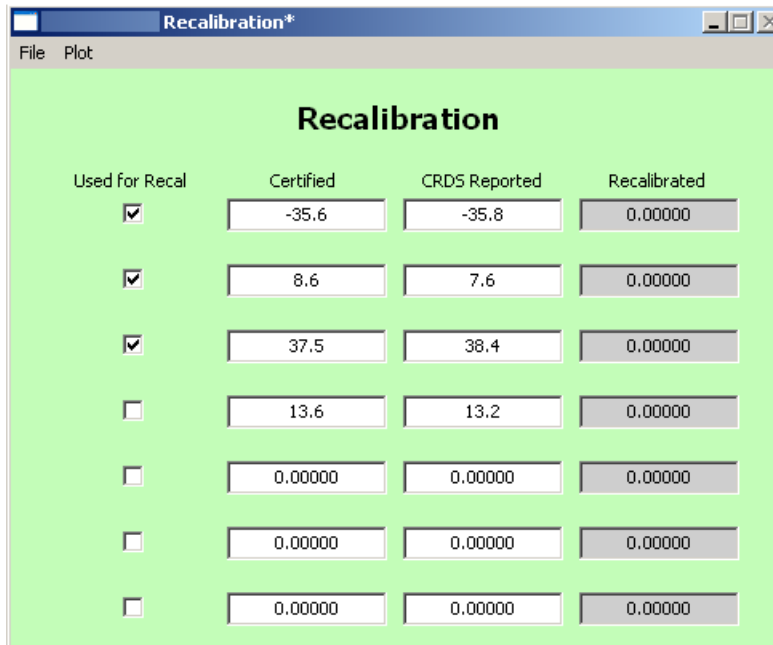 Recalibration*
File Plot
Recalibration
Used for Recal Certified CRDS Reported Recalibrated
-35.6 -35.8 0.00000
8.6 7.6 0.00000
37.5 38.4 0.00000
13.6 13.2 0.00000
0.00000 0.00000 0.00000
0.00000 0.00000 0.00000
0.00000 0.00000 0.00000